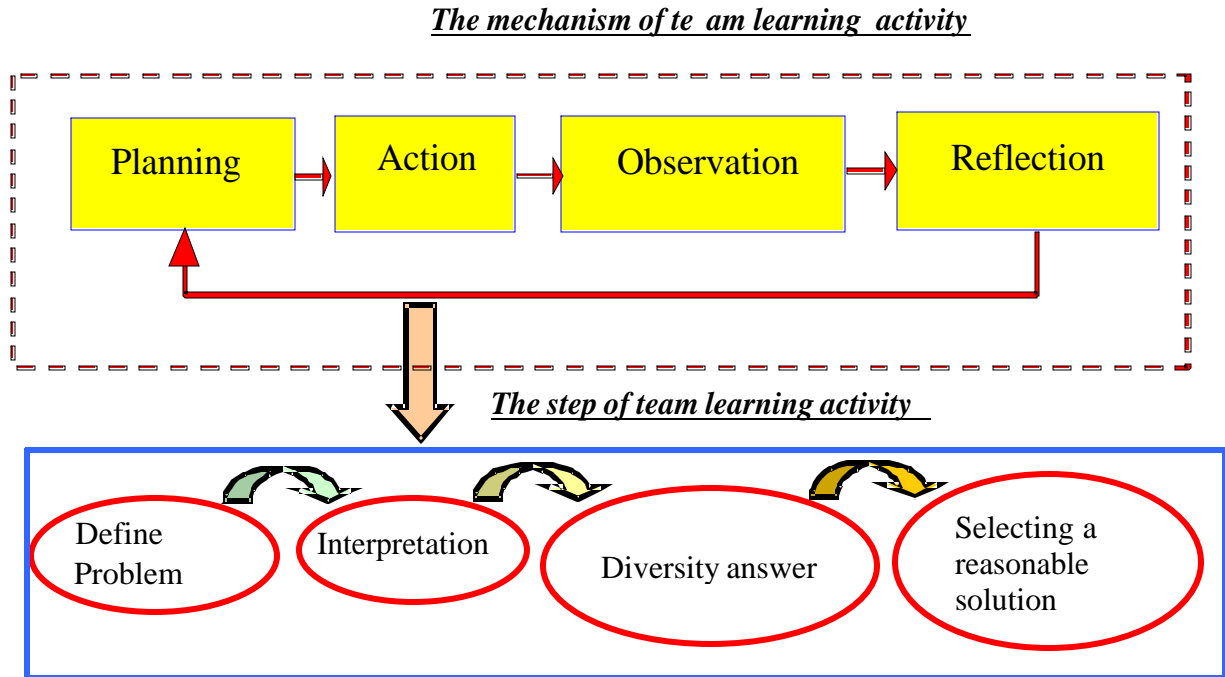 The mechanism of te am learning activity
Planning
Action
Observation
Reflection
The step of team learning activity
Define
Problem
Interpretation
Diversity answer
Selecting a
reasonable
solution